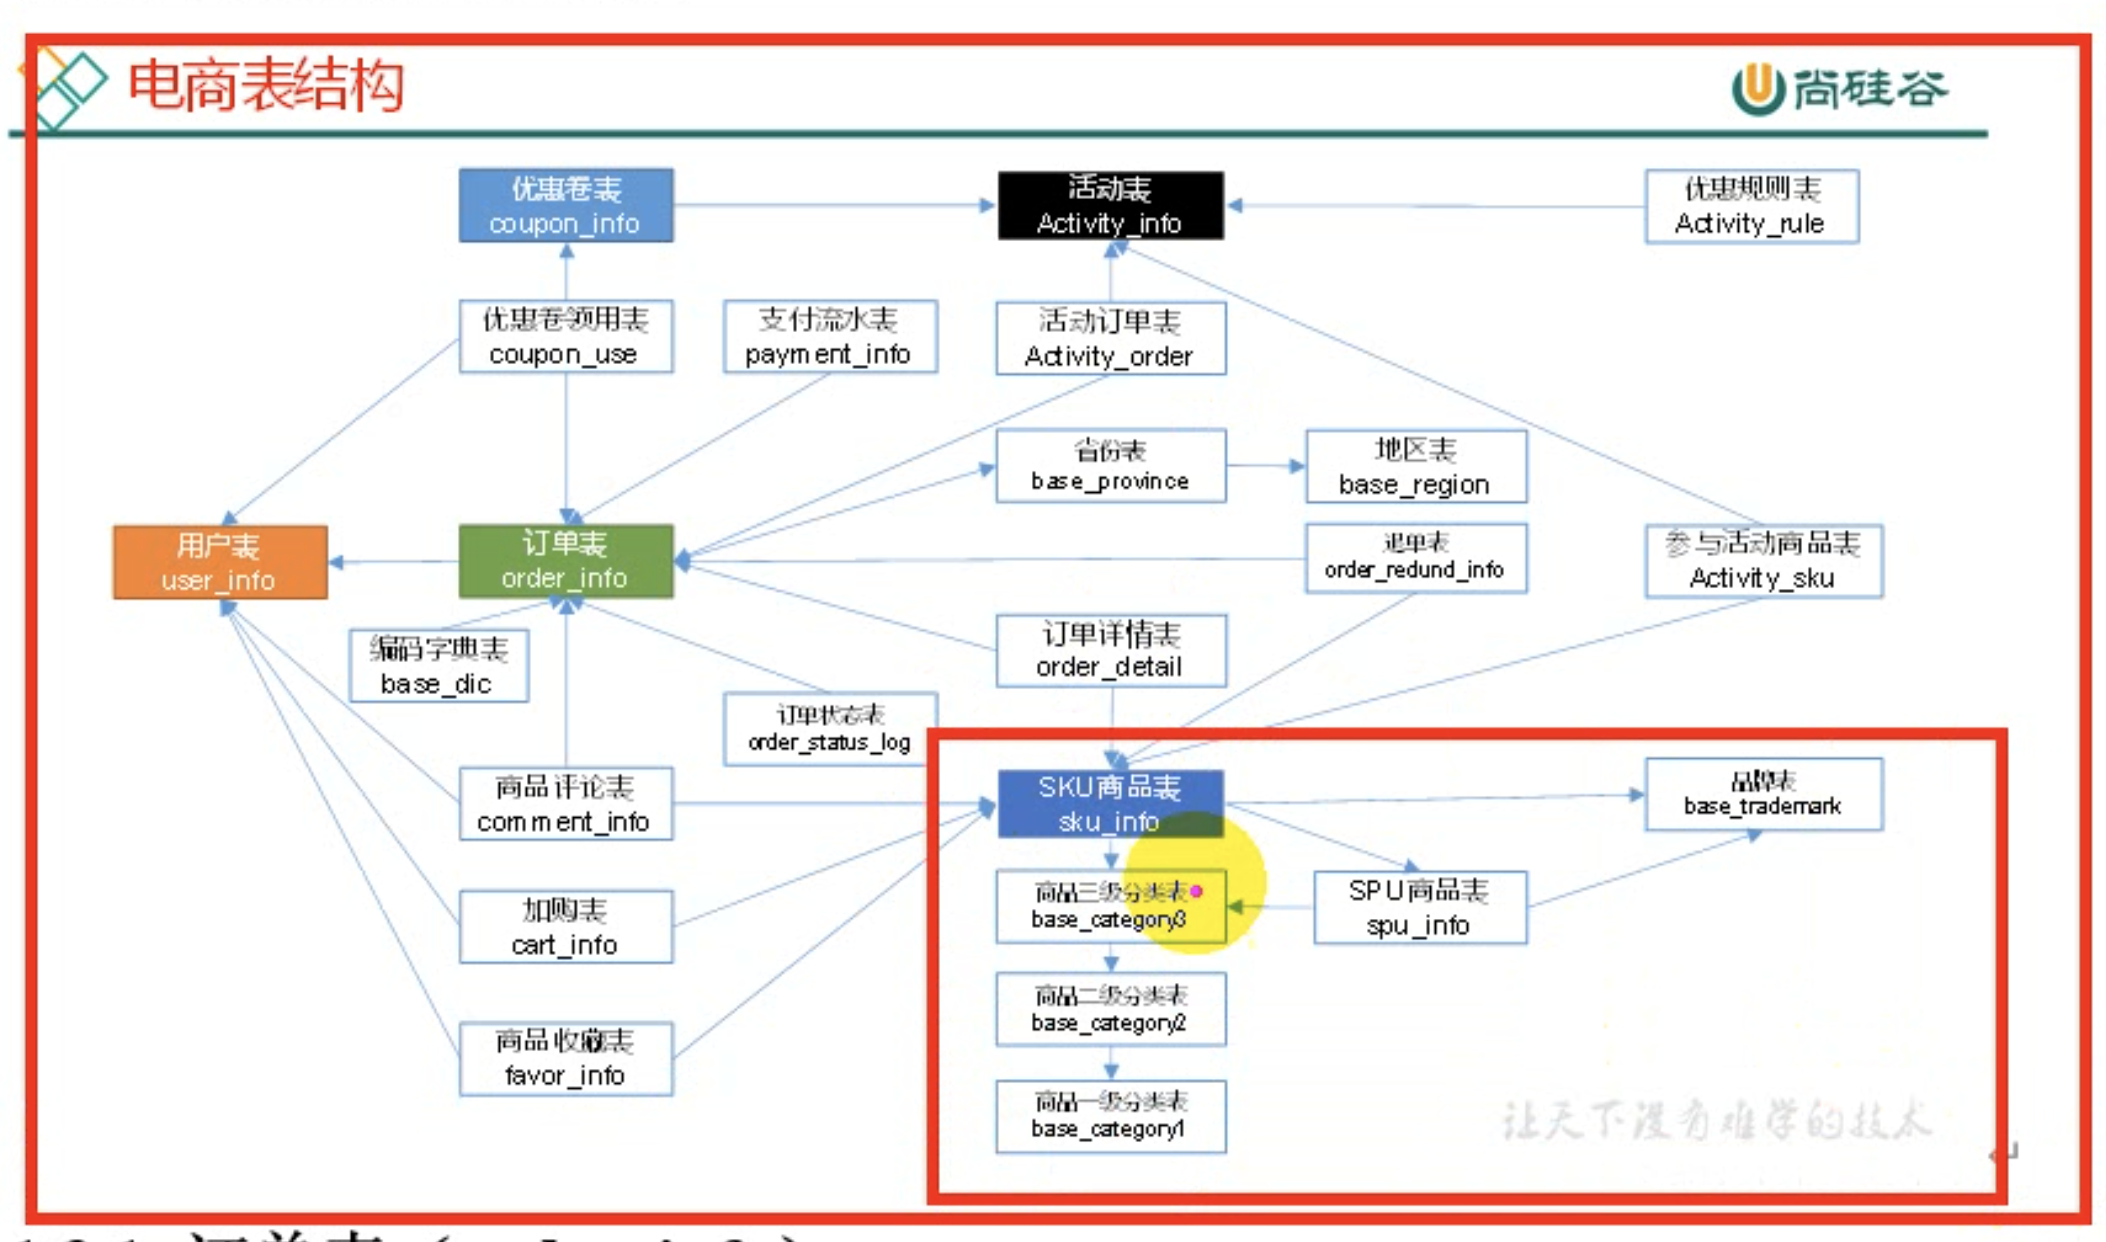 电商表结构
尚硅谷
优惠卷表
coupon_info
活动表
Activity_info
优惠规则表
Activity_rule
优惠卷领用表
coupon_use
支付流水表
payment_info
活动订单表
Activity_order
省份表
base_province
地区表
base_region
用户表
user_info
订单表
order_info
退单表
order_redund_info
参与活动商品表
Activity_sku
编码字典表
base_dic
订单详情表
order_detail
订单状态表
order_status_log
商品评论表
comment_info
SKU商品表
sku_info
品牌表
base_trademark
加购表
cart_info
商品三级分类表
base_category3
SPU商品表
spu_info
商品二级分类表
base_category2
商品收藏表
favor_info
商品一级分类表
base_category1
让天下没有难学的技术